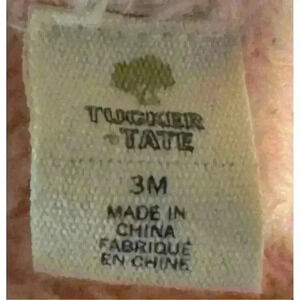 TUCKER
+TATE
3M
MADE IN
CHINA
FABRIQUÉ
EN CHINE